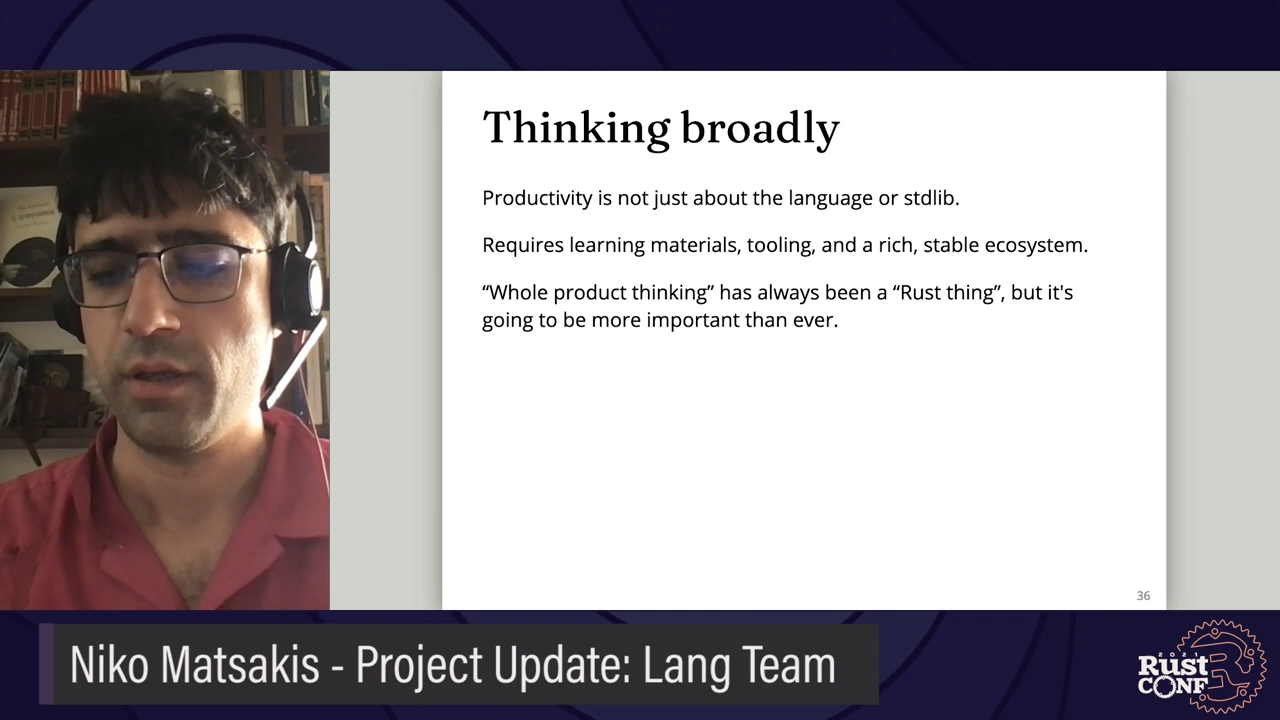 Thinking broadly
Productivity is not just about the language or stdlib.
Requires learning materials, tooling, and a rich, stable ecosystem.
“Whole product thinking” has always been a “Rust thing”, but it's
going to be more important than ever.
36
Niko Matsakis - Project Update: Lang Team
RUST
CONF